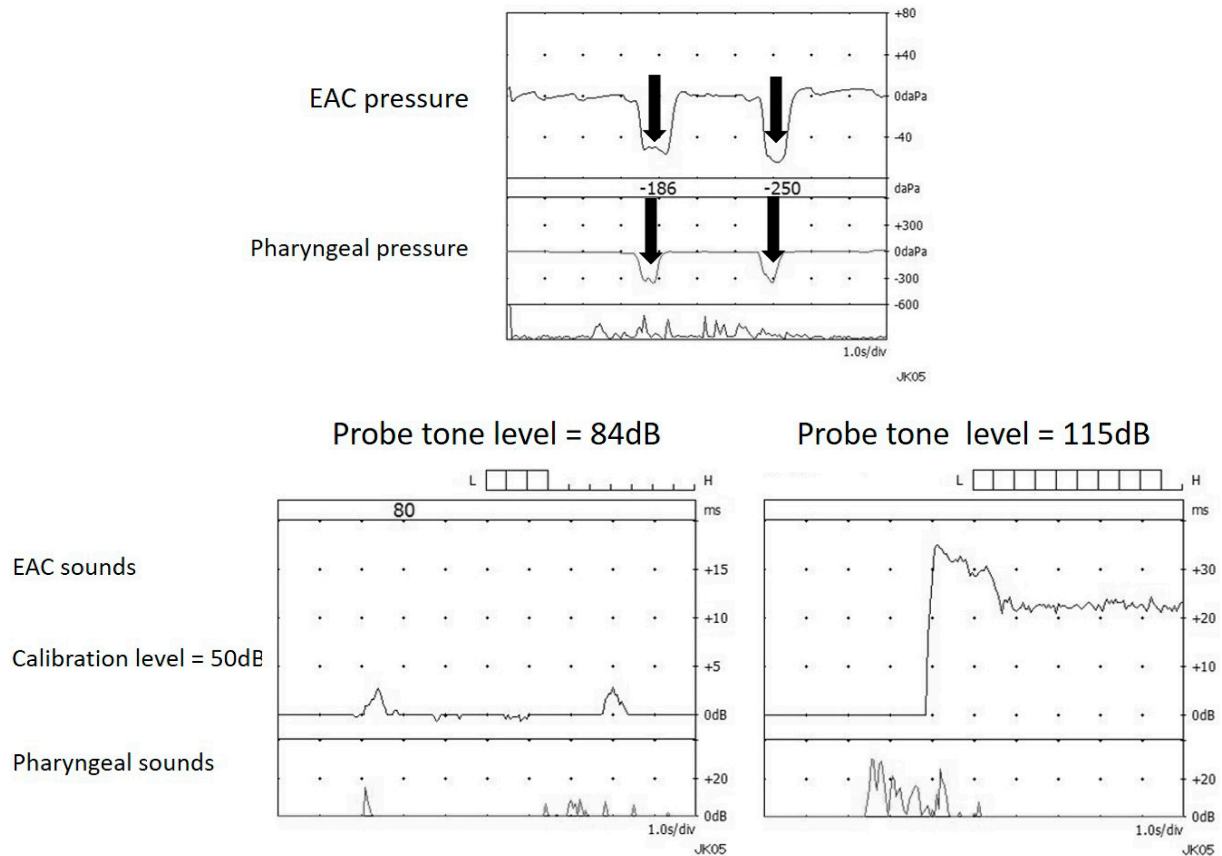 +80
+40
EAC pressure
0daPa
-40
-186 -250 daPa
+300
Pharyngeal pressure
0daPa
-300
-600
1.0s/div
JK05
Probe tone level = 84dB
Probe tone level = 115dB
L H
L H
80 ms
ms
EAC sounds
+15
+10
Calibration level = 50dB
+5
0dB
Pharyngeal sounds
+20
0dB
1.0s/div
JK05
+30
+20
+10
0dB
+20
0dB
1.0s/div
JK05